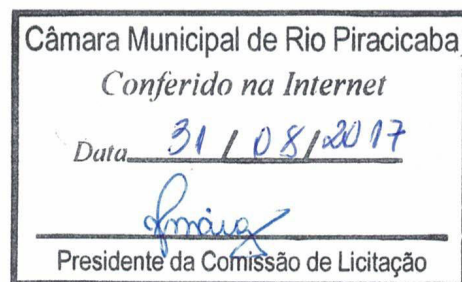 Câmara Municipal de Rio Piracicaba
Conferido na Internet
Data 31 / 08 / 2017
Presidente da Comissão de Licitação